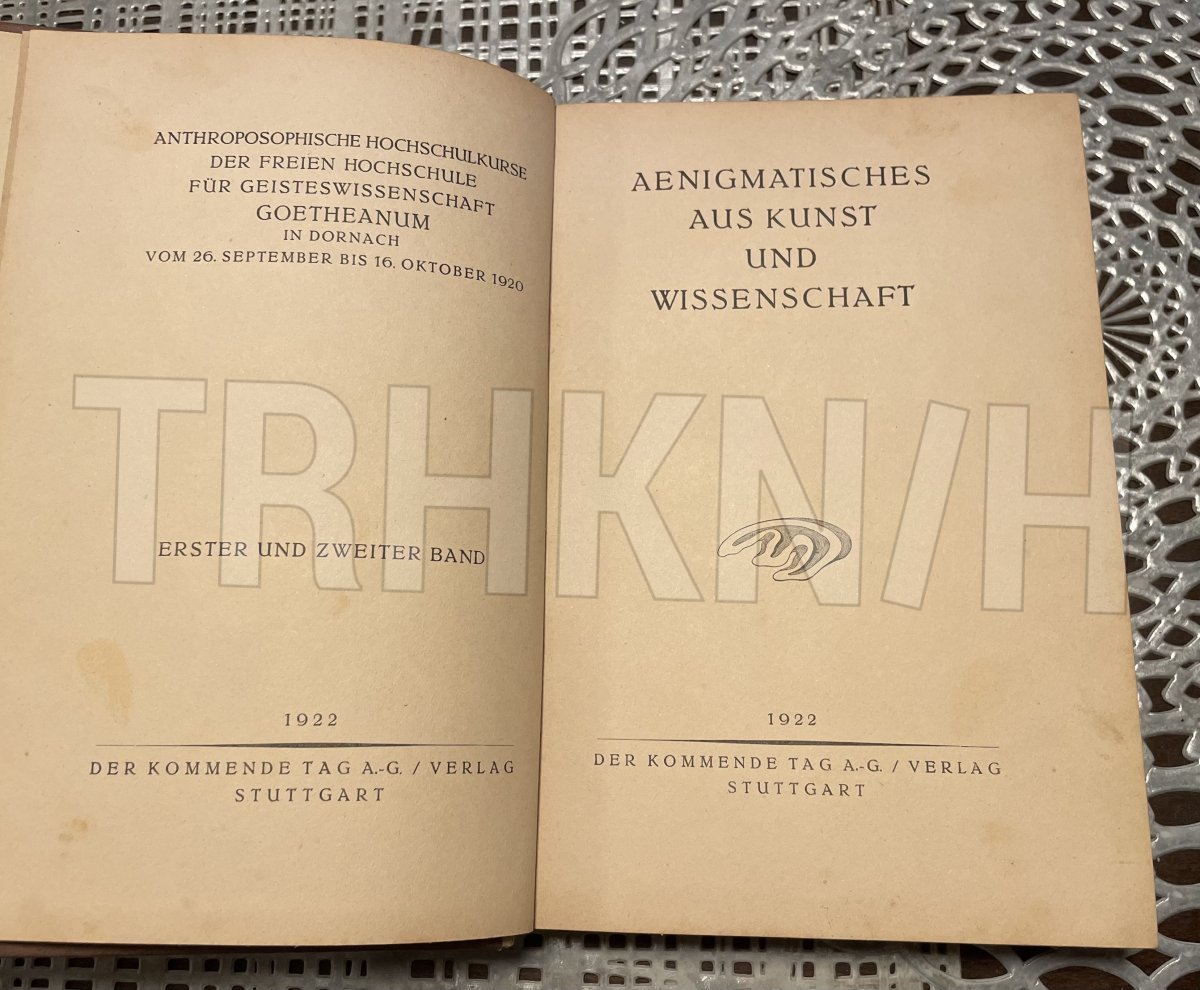 ANTHROPOSOPHISCHE HOCHSCHULKURSE
DER FREIEN HOCHSCHULE
FÜR GEISTESWISSENSCHAFT
GOETHEANUM
IN DORNACH
VOM 26. SEPTEMBER BIS 16. OKTOBER 1920
ERSTER UND ZWEITER BAND
1922
DER KOMMENDE TAG A.-G. / VERLAG
STUTTGART
AENIGMATISCHES
AUS KUNST
UND
WISSENSCHAFT
1922
DER KOMMENDE TAG A.-G. / VERLAG
STUTTGART
TRHKN/H